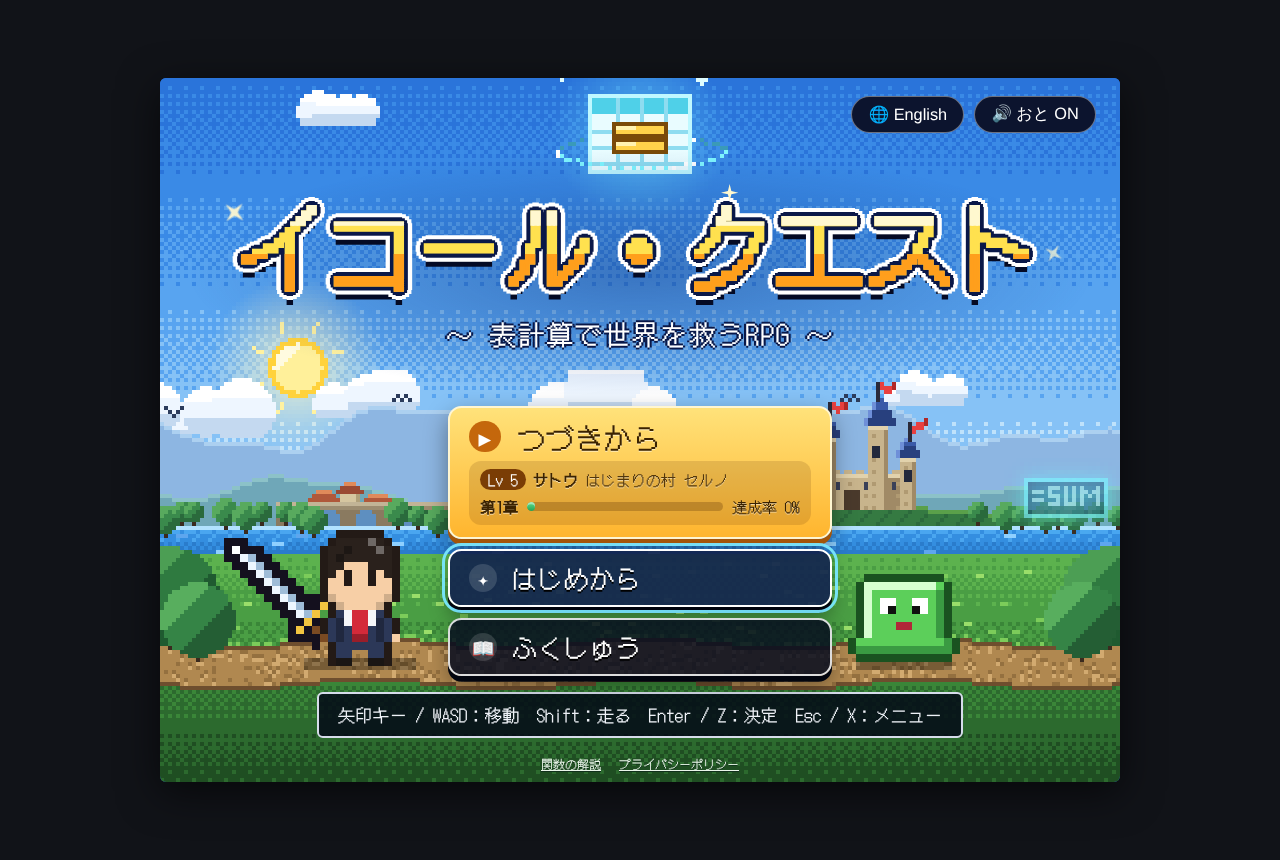 English
おと ON
イコール・クエスト
～ 表計算で世界を救うRPG ～
つづきから
Lv 5 サトウ はじまりの村 セルノ
第1章 達成率 0%
=SUM
はじめから
ふくしゅう
矢印キー / WASD：移動 Shift：走る Enter / Z：決定 Esc / X：メニュー
関数の解説 プライバシーポリシー